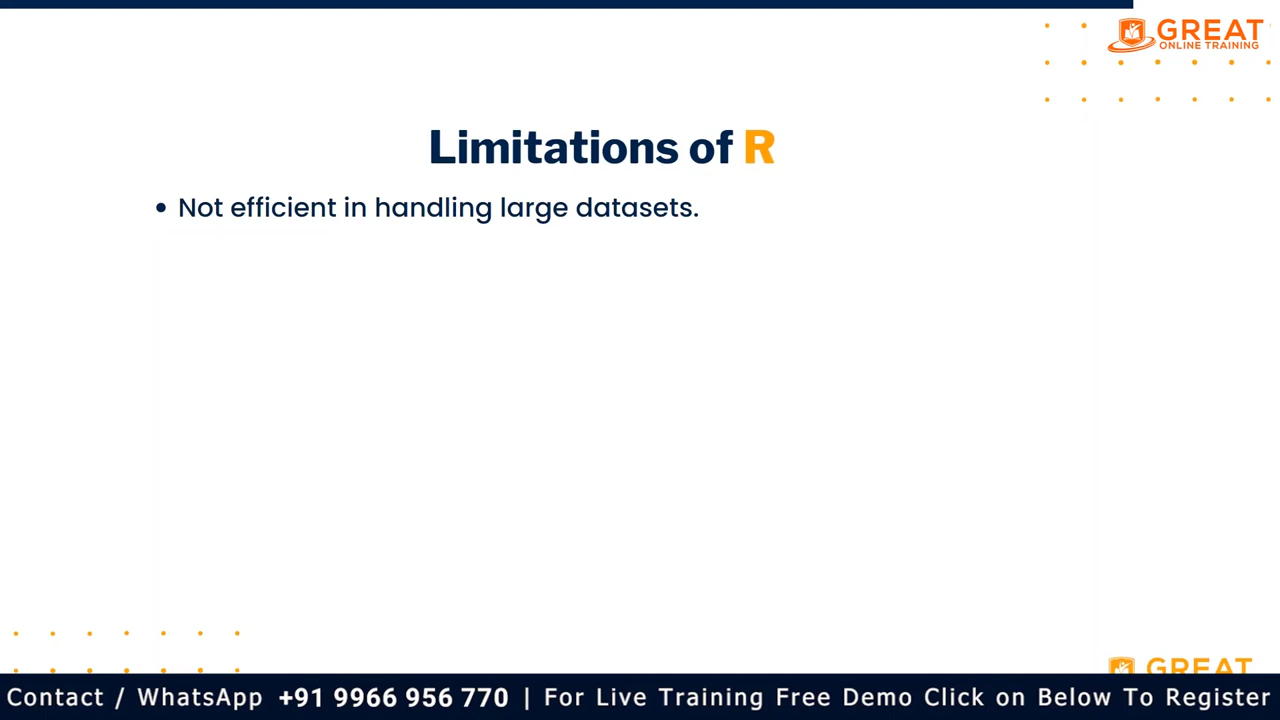 GREAT
ONLINE TRAINING
Limitations of R
• Not efficient in handling large datasets.
GREAT
Contact / WhatsApp +91 9966 956 770 | For Live Training Free Demo Click on Below To Register